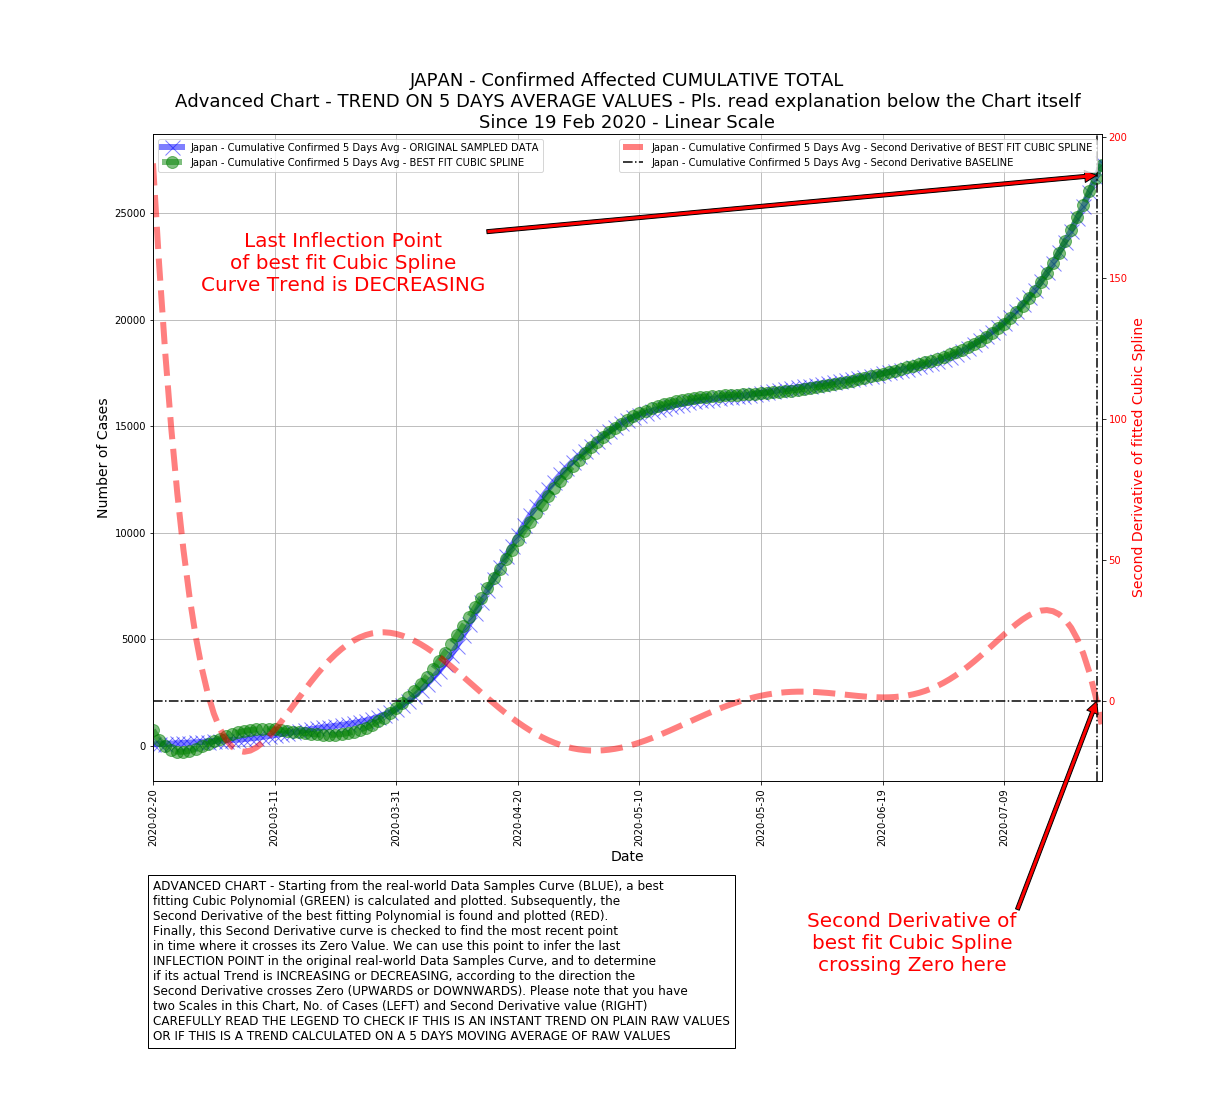 JAPAN - Confirmed Affected CUMULATIVE TOTAL
Advanced Chart - TREND ON 5 DAYS AVERAGE VALUES - Pls. read explanation below the Chart itself
Since 19 Feb 2020 - Linear Scale
Japan - Cumulative Confirmed 5 Days Avg - ORIGINAL SAMPLED DATA
Japan - Cumulative Confirmed 5 Days Avg - BEST FIT CUBIC SPLINE
Japan - Cumulative Confirmed 5 Days Avg - Second Derivative of BEST FIT CUBIC SPLINE
Japan - Cumulative Confirmed 5 Days Avg - Second Derivative BASELINE
Last Inflection Point
of best fit Cubic Spline
Curve Trend is DECREASING
Number of Cases
25000
20000
15000
10000
5000
0
200
150
100
50
0
Second Derivative of fitted Cubic Spline
2020-02-20
2020-03-11
2020-03-31
2020-04-20
2020-05-10
2020-05-30
2020-06-19
2020-07-09
Date
ADVANCED CHART - Starting from the real-world Data Samples Curve (BLUE), a best
fitting Cubic Polynomial (GREEN) is calculated and plotted. Subsequently, the
Second Derivative of the best fitting Polynomial is found and plotted (RED).
Finally, this Second Derivative curve is checked to find the most recent point
in time where it crosses its Zero Value. We can use this point to infer the last
INFLECTION POINT in the original real-world Data Samples Curve, and to determine
if its actual Trend is INCREASING or DECREASING, according to the direction the
Second Derivative crosses Zero (UPWARDS or DOWNWARDS). Please note that you have
two Scales in this Chart, No. of Cases (LEFT) and Second Derivative value (RIGHT)
CAREFULLY READ THE LEGEND TO CHECK IF THIS IS AN INSTANT TREND ON PLAIN RAW VALUES
OR IF THIS IS A TREND CALCULATED ON A 5 DAYS MOVING AVERAGE OF RAW VALUES
Second Derivative of
best fit Cubic Spline
crossing Zero here